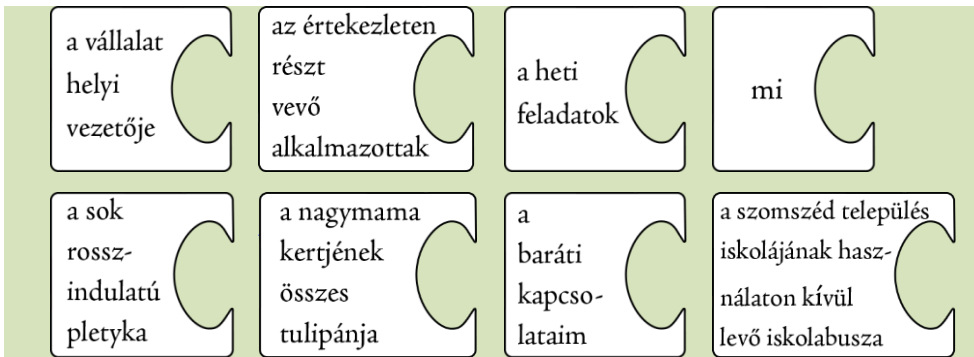 a vállalat
helyi
vezetője
az értekezleten
részt
vevő
alkalmazottak
a heti
feladatok
mi
a sok
rossz-
indulatú
pletyka
a nagymama
kertjének
összes
tulipánja
a
baráti
kapcso-
lataim
a szomszéd település
iskolájának hasz-
nálaton kívül
levő iskolabusza